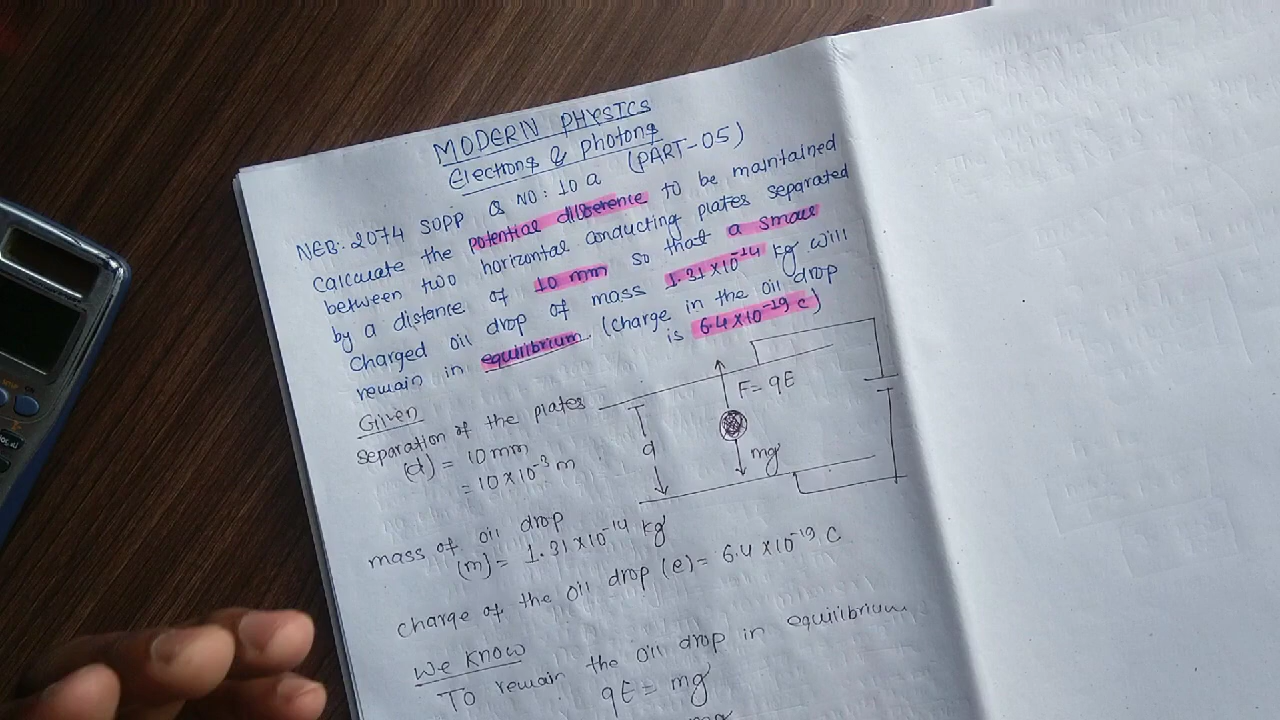 MODERN PHYSICS
Electrons & Photons
(PART-05)
NEB: 2074 SUPP Q NO: 10 a
Calculate the potential difference to be maintained
between two horizontal conducting plates separated
by a distance of 10 mm so that a small
charged oil drop of mass 1.31×10⁻¹⁴ kg will
remain in equilibrium (charge in the oil drop
is 6.4×10⁻¹⁹ C)
Given
separation of the plates
(d) = 10 mm
= 10×10⁻³ m
d
F = qE
mg
mass of oil drop
(m) = 1.31×10⁻¹⁴ kg
charge of the oil drop (e) = 6.4×10⁻¹⁹ C
We know
To remain the oil drop in equilibrium
qE = mg
mg